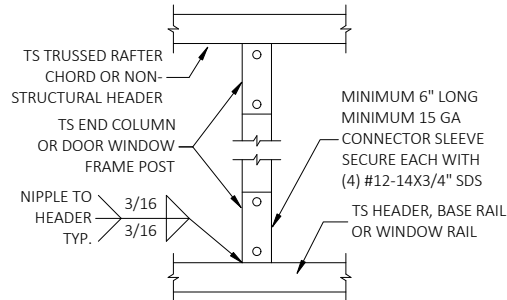 TS TRUSSED RAFTER
CHORD OR NON-
STRUCTURAL HEADER
TS END COLUMN
OR DOOR WINDOW
FRAME POST
NIPPLE TO
HEADER
TYP.
3/16
3/16
MINIMUM 6" LONG
MINIMUM 15 GA
CONNECTOR SLEEVE
SECURE EACH WITH
(4) #12-14X3/4" SDS
TS HEADER, BASE RAIL
OR WINDOW RAIL